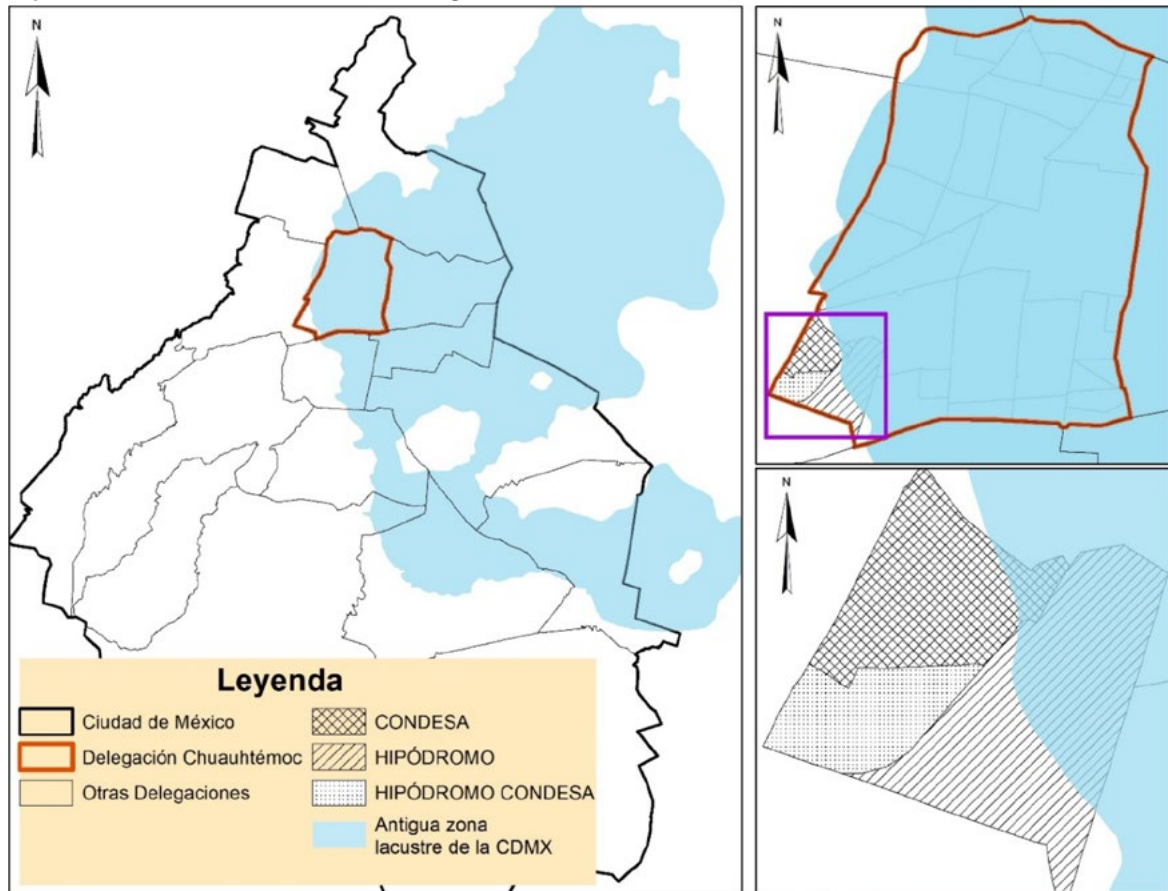 N
N
N
Leyenda
Ciudad de México
Delegación Chuauhtémoc
Otras Delegaciones
CONDESA
HIPÓDROMO
HIPÓDROMO CONDESA
Antigua zona
lacustre de la CDMX